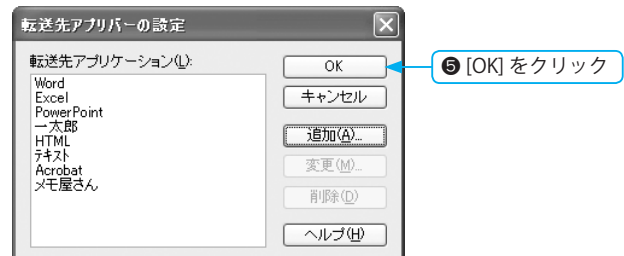 転送先アプリバーの設定
転送先アプリケーション(L):
Word
Excel
PowerPoint
一太郎
HTML
テキスト
Acrobat
メモ屋さん
OK
キャンセル
追加(A)...
変更(M)...
削除(D)
ヘルプ(H)
❺ [OK] をクリック